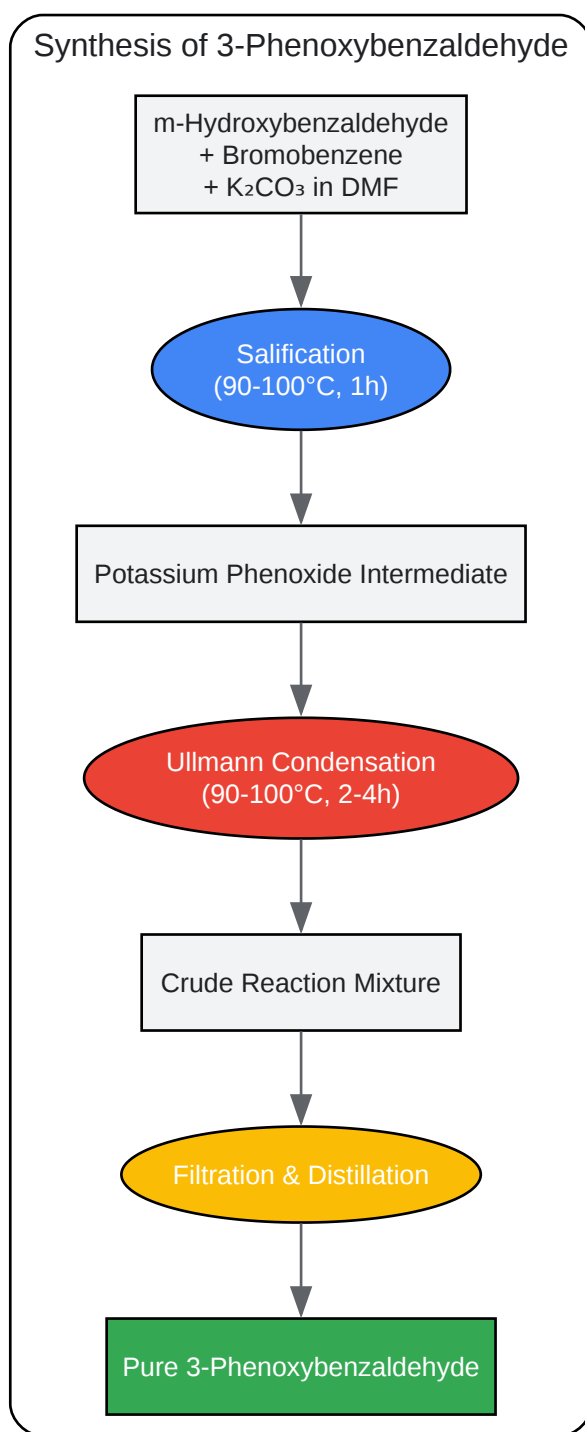 Synthesis of 3-Phenoxybenzaldehyde
m-Hydroxybenzaldehyde
+ Bromobenzene
+ K₂CO₃ in DMF
Salification
(90-100°C, 1h)
Potassium Phenoxide Intermediate
Ullmann Condensation
(90-100°C, 2-4h)
Crude Reaction Mixture
Filtration & Distillation
Pure 3-Phenoxybenzaldehyde